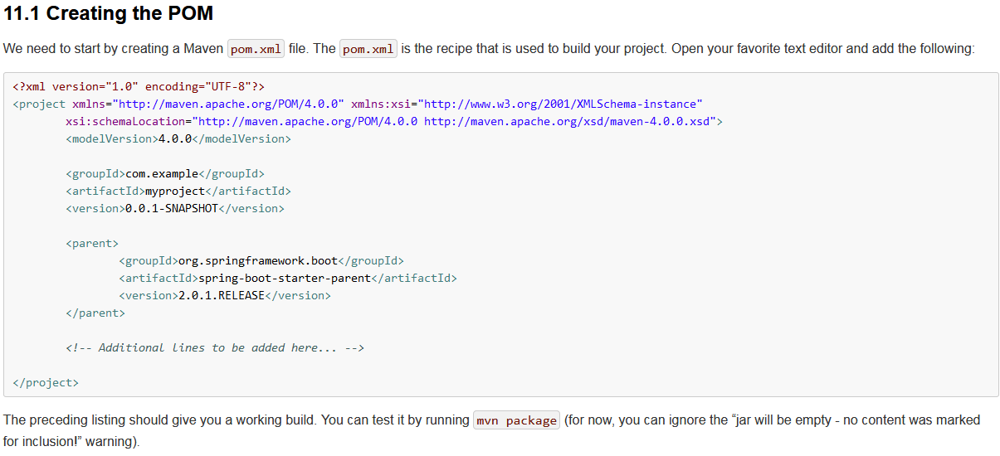 11.1 Creating the POM
We need to start by creating a Maven pom.xml file. The pom.xml is the recipe that is used to build your project. Open your favorite text editor and add the following:
<?xml version="1.0" encoding="UTF-8"?>
<project xmlns="http://maven.apache.org/POM/4.0.0" xmlns:xsi="http://www.w3.org/2001/XMLSchema-instance"
        xsi:schemaLocation="http://maven.apache.org/POM/4.0.0 http://maven.apache.org/xsd/maven-4.0.0.xsd">
        <modelVersion>4.0.0</modelVersion>

        <groupId>com.example</groupId>
        <artifactId>myproject</artifactId>
        <version>0.0.1-SNAPSHOT</version>

        <parent>
                <groupId>org.springframework.boot</groupId>
                <artifactId>spring-boot-starter-parent</artifactId>
                <version>2.0.1.RELEASE</version>
        </parent>

        <!-- Additional lines to be added here... -->

</project>
The preceding listing should give you a working build. You can test it by running mvn package (for now, you can ignore the “jar will be empty - no content was marked
for inclusion!” warning).